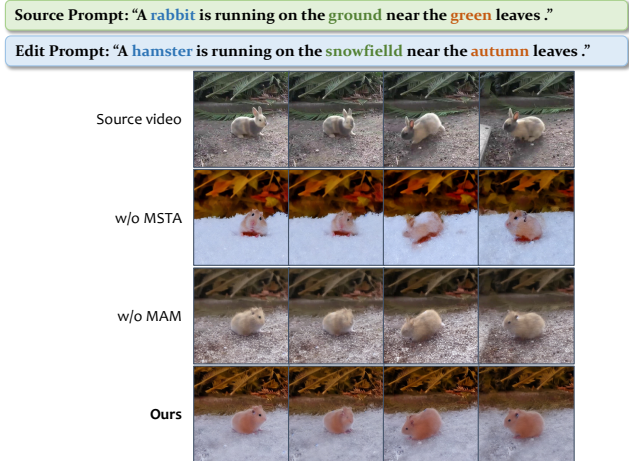 Source Prompt: “A rabbit is running on the ground near the green leaves .”
Edit Prompt: “A hamster is running on the snowfielld near the autumn leaves .”
Source video
w/o MSTA
w/o MAM
Ours